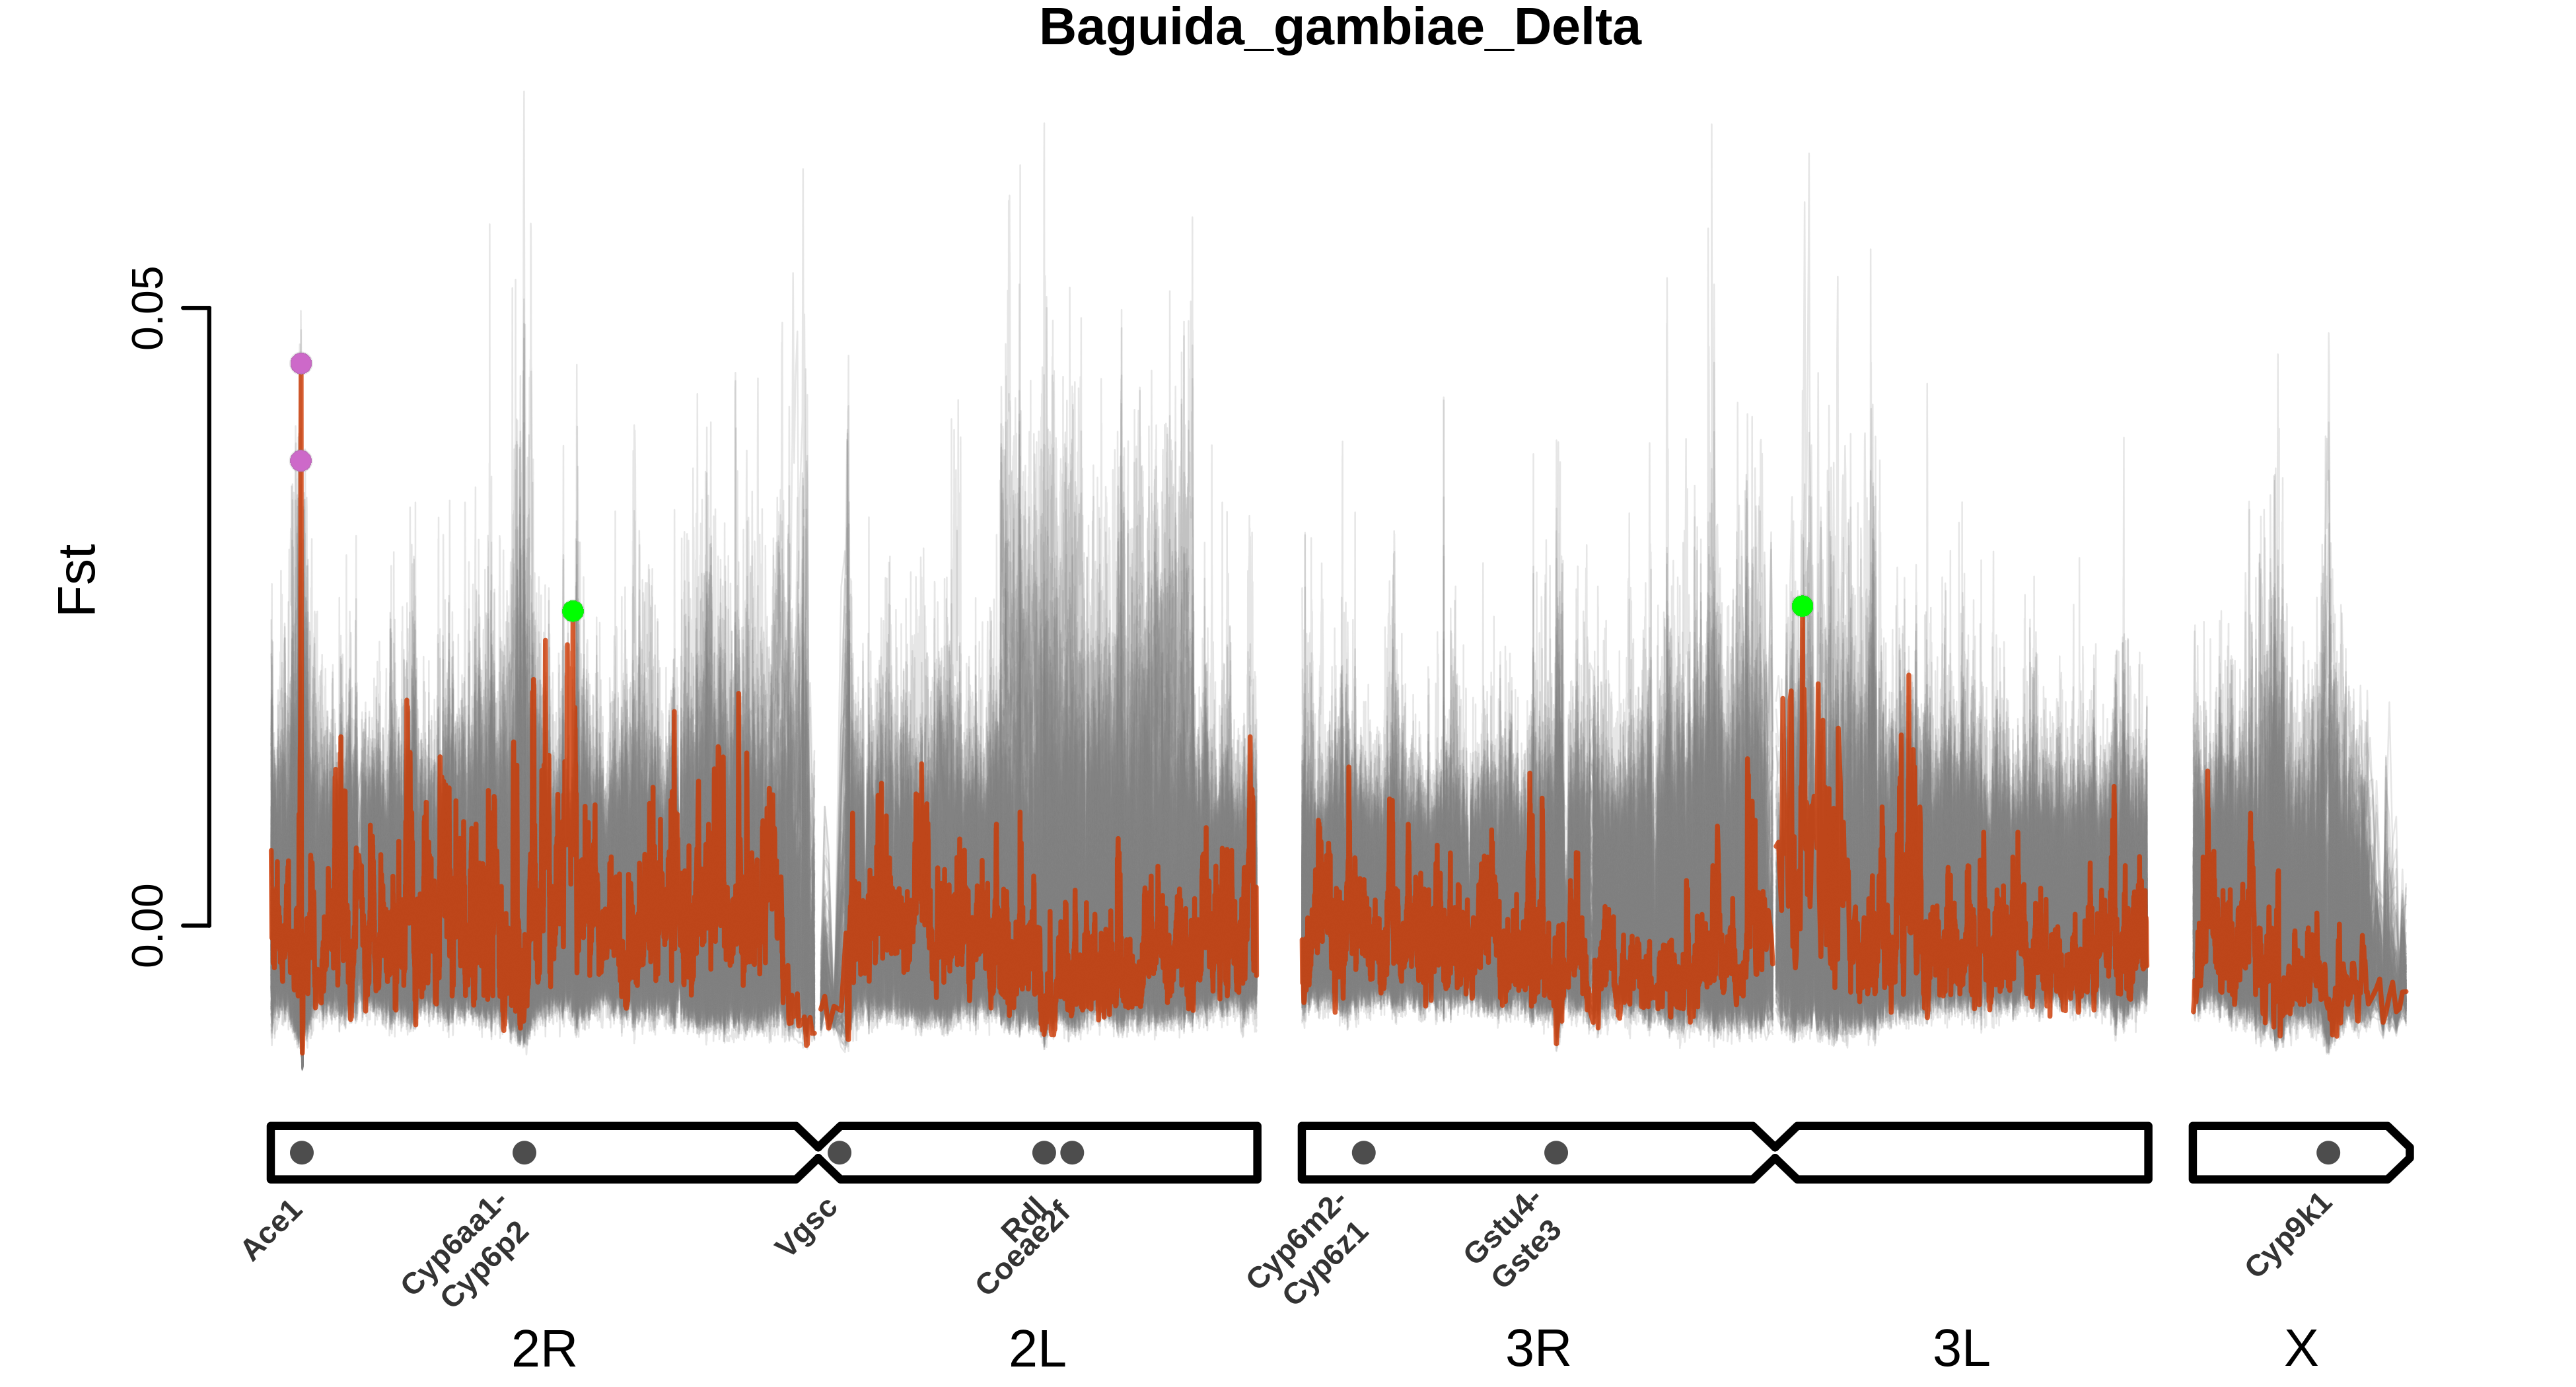 Baguida_gambiae_Delta
0.05
Fst
0.00
Ace1
Cyp6aa1-
Cyp6p2
Vgsc
Rdl
Coeae2f
Cyp6m2-
Cyp6z1
Gstu4-
Gste3
Cyp9k1
2R
2L
3R
3L
X